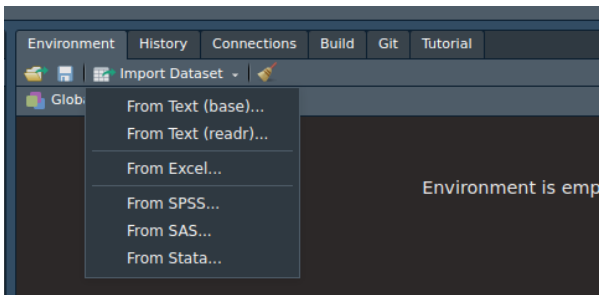 Environment History Connections Build Git Tutorial
Import Dataset
From Text (base)...
From Text (readr)...
From Excel...
Environment is
From SPSS...
From SAS...
From Stata...